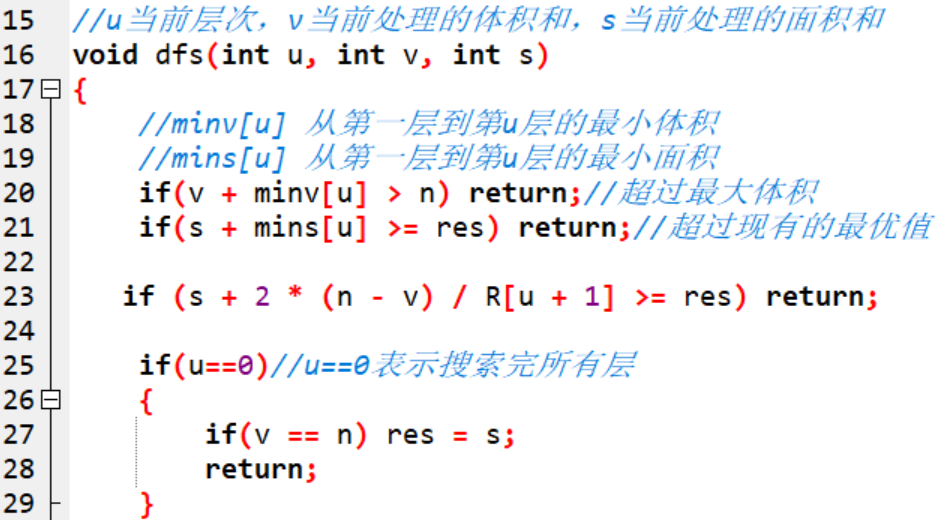 15 //u当前层次，v当前处理的体积和，s当前处理的面积和
16 void dfs(int u, int v, int s)
17 {
18 //minv[u] 从第一层到第u层的最小体积
19 //mins[u] 从第一层到第u层的最小面积
20 if(v + minv[u] > n) return;//超过最大体积
21 if(s + mins[u] >= res) return;//超过现有的最优值
22
23 if (s + 2 * (n - v) / R[u + 1] >= res) return;
24
25 if(u==0)//u==0表示搜索完所有层
26 {
27 if(v == n) res = s;
28 return;
29 }